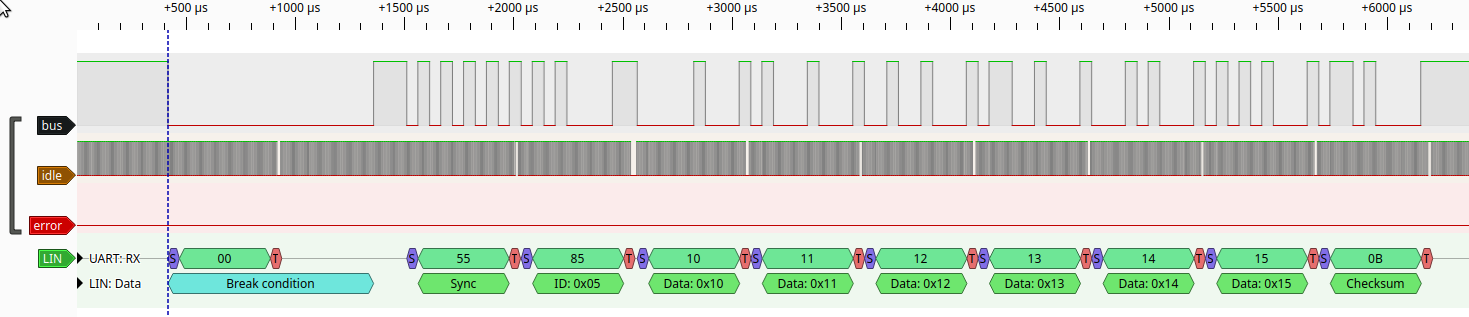 +500 µs +1000 µs +1500 µs +2000 µs +2500 µs +3000 µs +3500 µs +4000 µs +4500 µs +5000 µs +5500 µs +6000 µs
bus
idle
error
LIN UART: RX S 00 T S 55 T S 85 T S 10 T S 11 T S 12 T S 13 T S 14 T S 15 T S 0B T
LIN: Data Break condition Sync ID: 0x05 Data: 0x10 Data: 0x11 Data: 0x12 Data: 0x13 Data: 0x14 Data: 0x15 Checksum